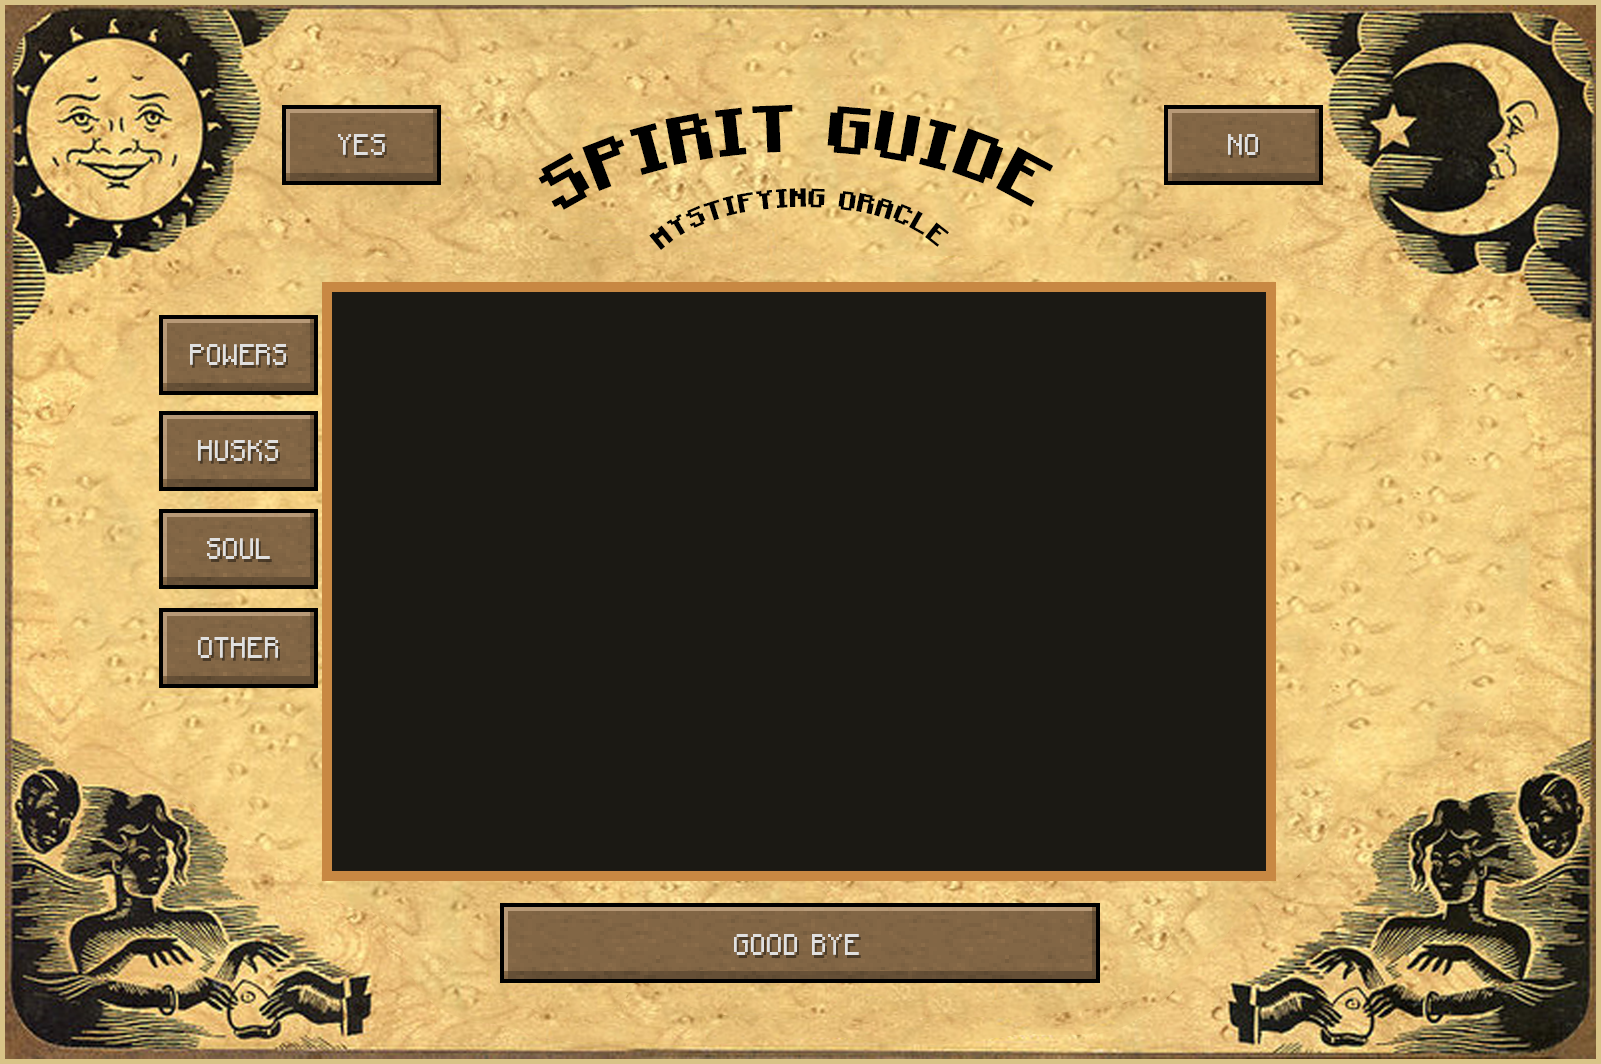 SPIRIT GUIDE
MYSTIFYING ORACLE
YES
NO
POWERS
HUSKS
SOUL
OTHER
GOOD BYE